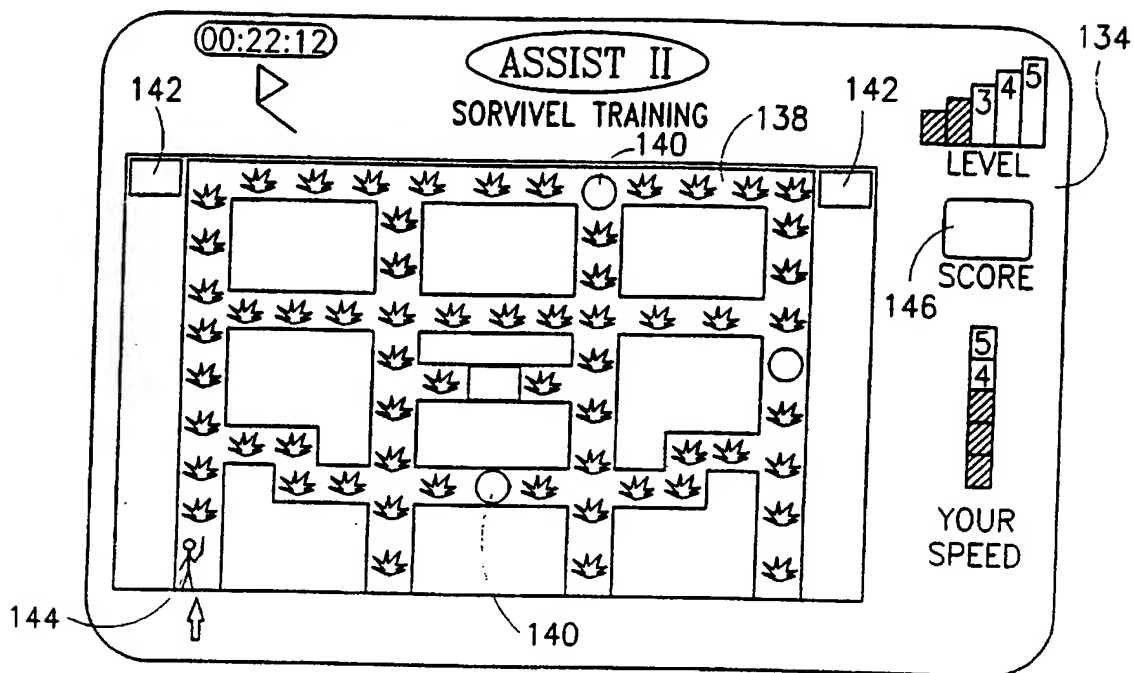 00:22:12
ASSIST II
SORVIVEL TRAINING
134
142
140
138
142
3 4 5
LEVEL
SCORE
146
5
4
YOUR
SPEED
144
140